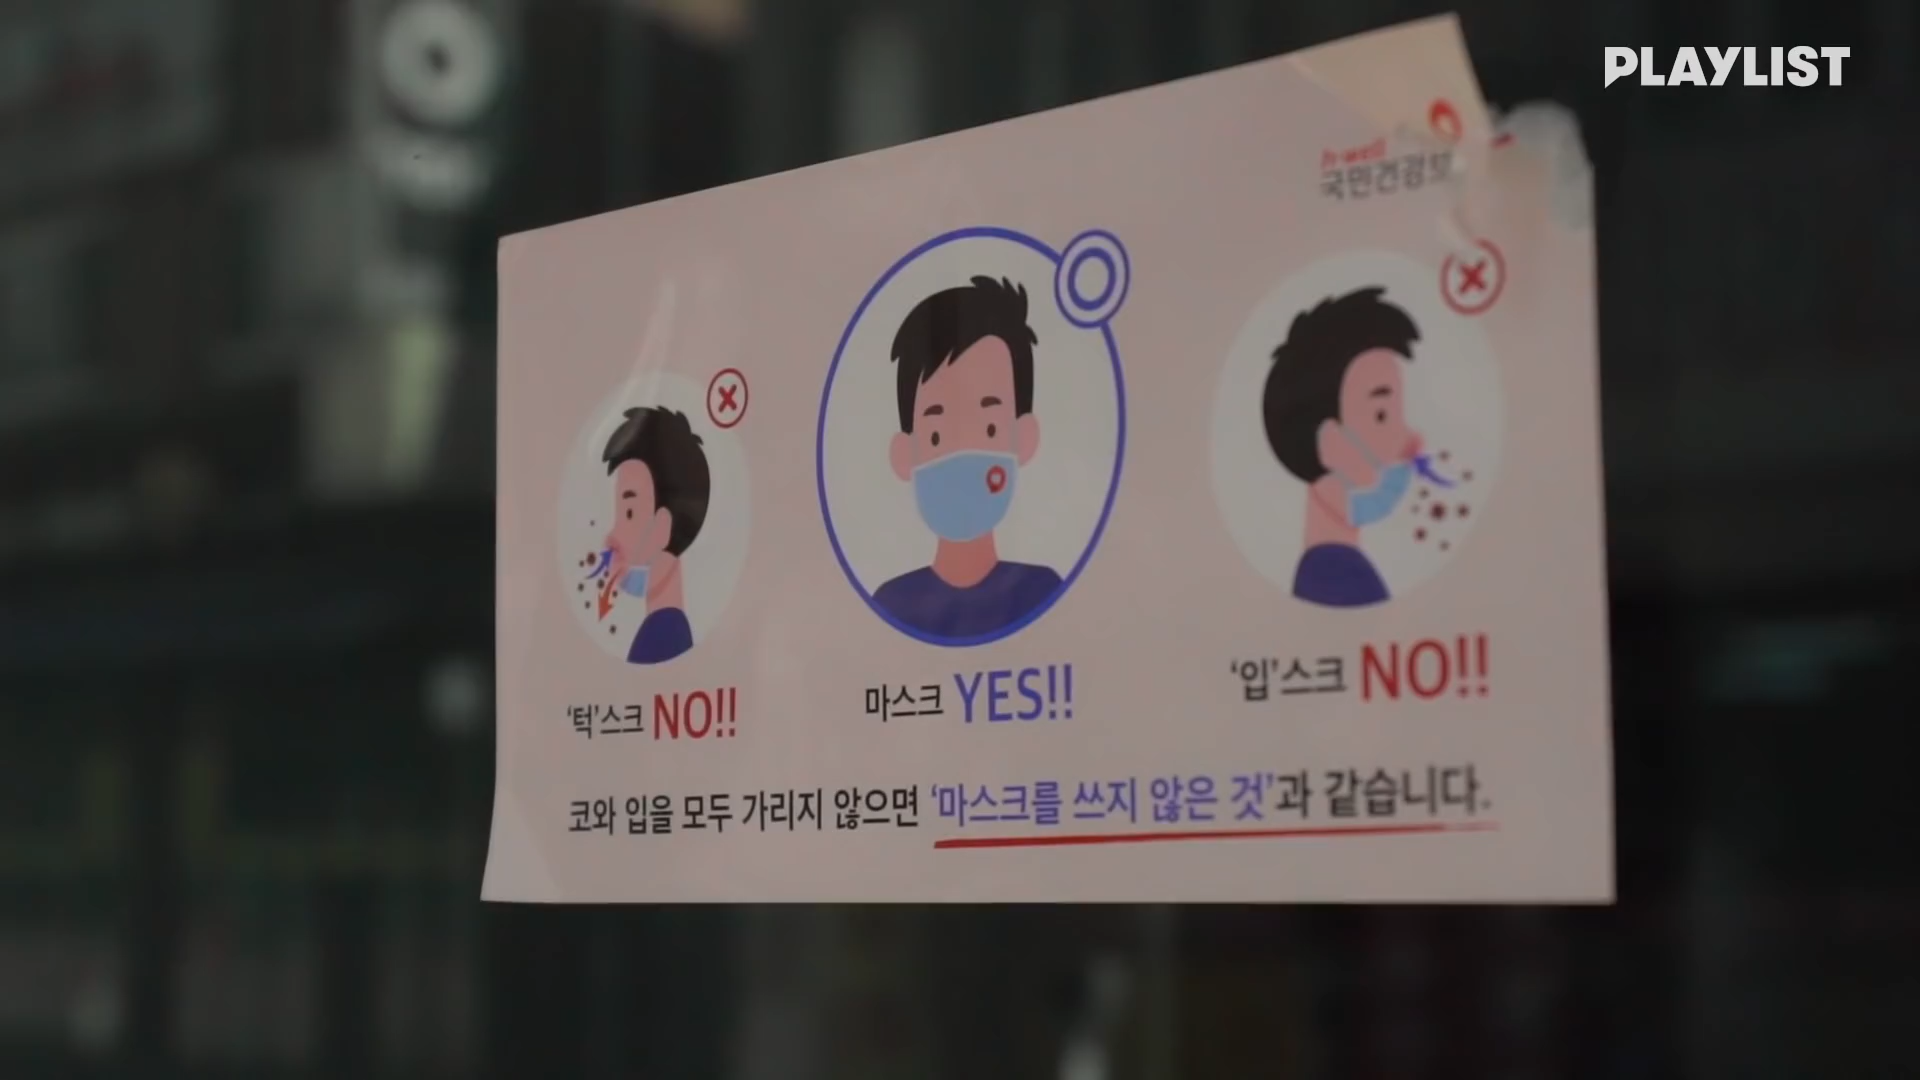 PLAYLIST
h·well
국민건강보
'턱'스크 NO!!
마스크 YES!!
'입'스크 NO!!
코와 입을 모두 가리지 않으면 '마스크를 쓰지 않은 것'과 같습니다.